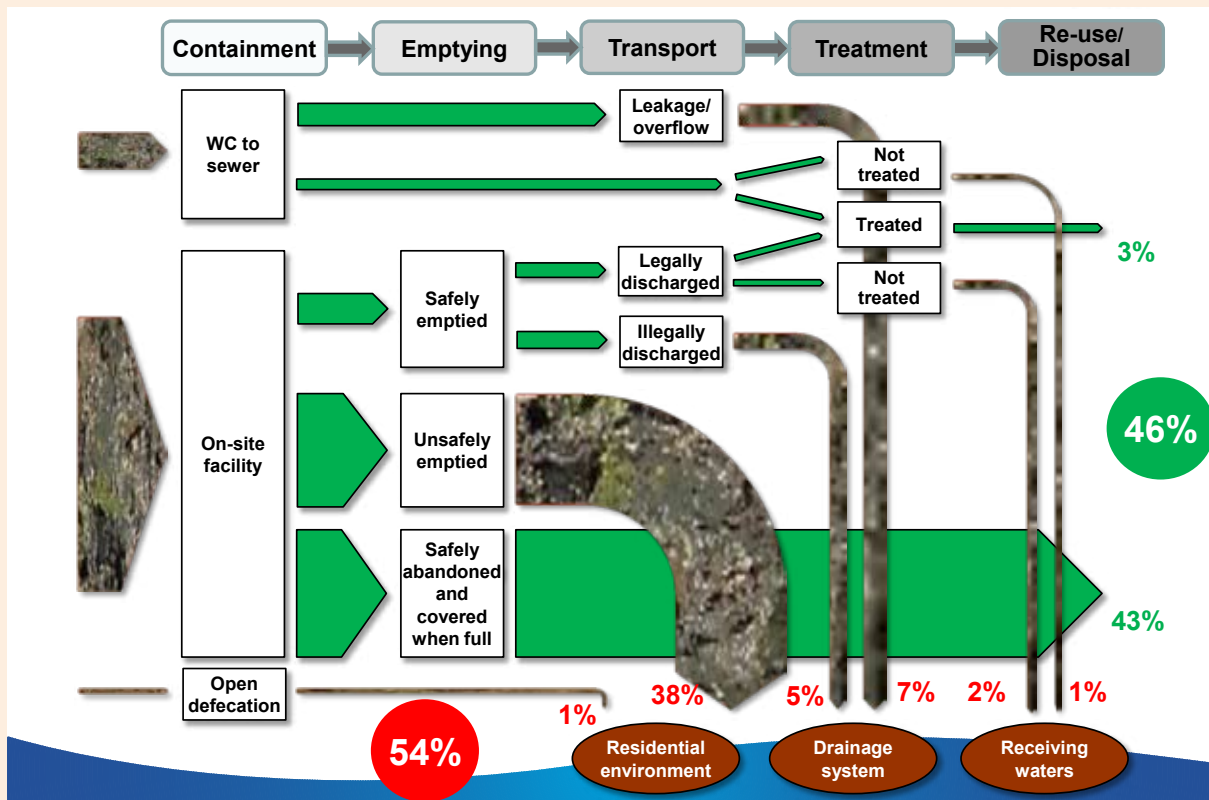 Containment
Emptying
Transport
Treatment
Re-use/
Disposal
WC to
sewer
Leakage/
overflow
Not
treated
Treated
3%
Not
treated
On-site
facility
Safely
emptied
Legally
discharged
Illegally
discharged
Unsafely
emptied
46%
Safely
abandoned
and
covered
when full
43%
Open
defecation
1%
38%
5%
7%
2%
1%
54%
Residential
environment
Drainage
system
Receiving
waters